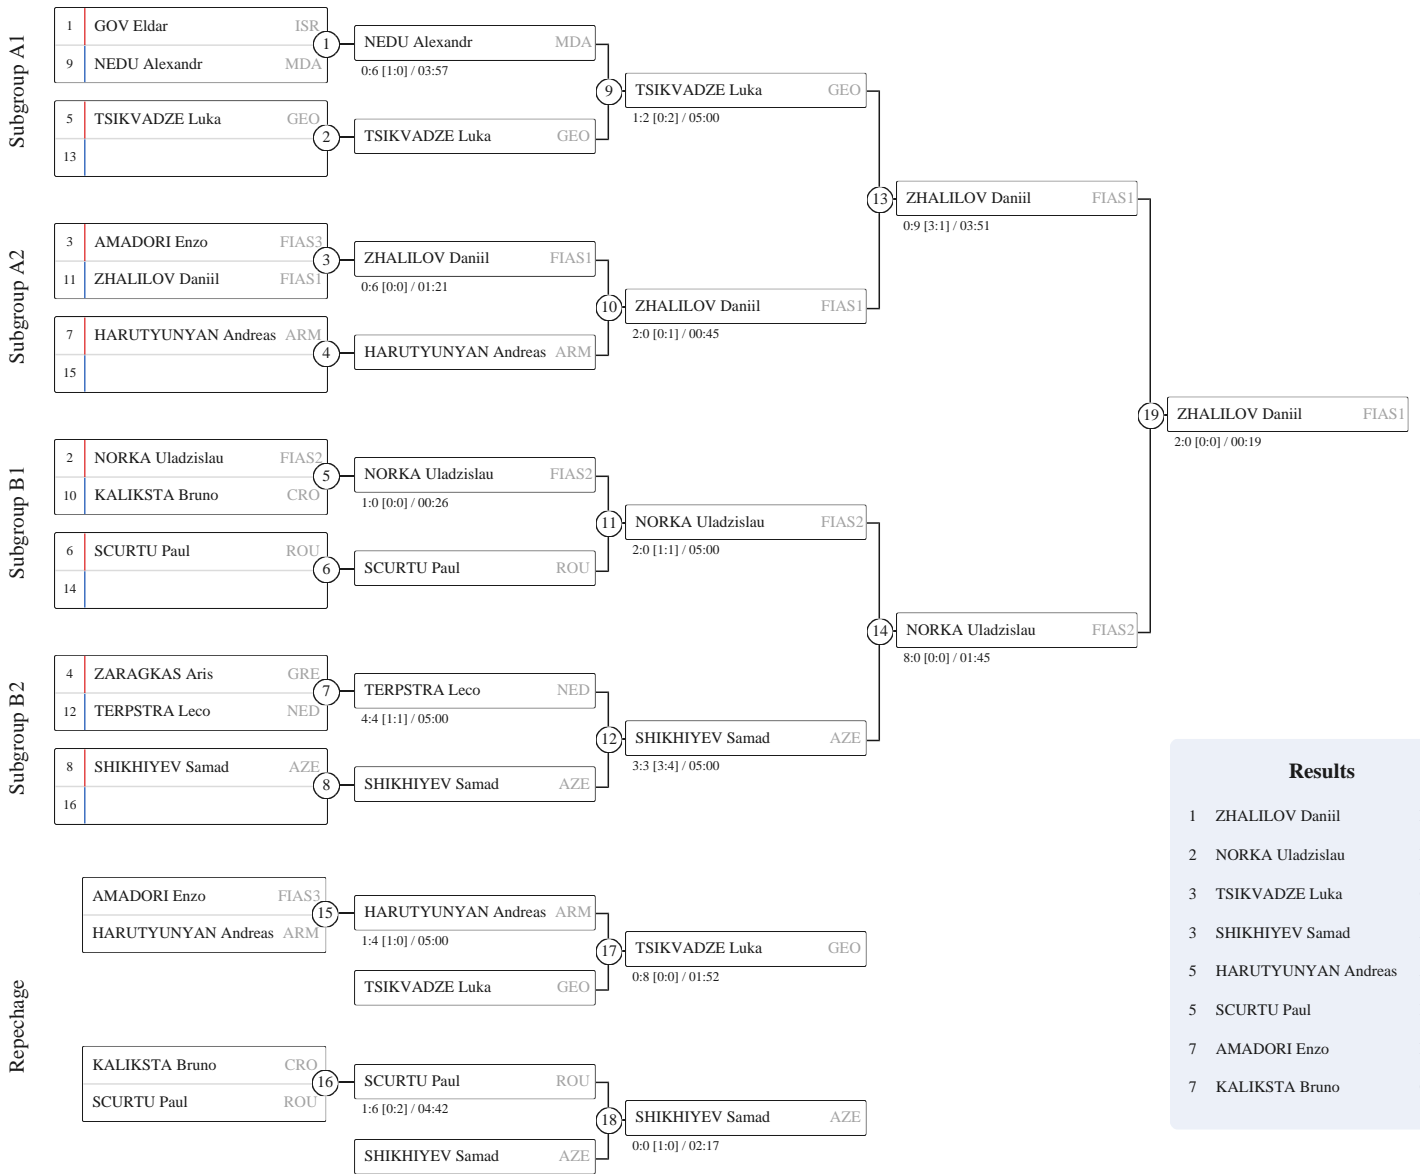 Subgroup A1
1 GOV Eldar ISR
9 NEDU Alexandr MDA
1
NEDU Alexandr MDA
0:6 [1:0] / 03:57
5 TSIKVADZE Luka GEO
13
2
TSIKVADZE Luka GEO
9
TSIKVADZE Luka GEO
1:2 [0:2] / 05:00
Subgroup A2
3 AMADORI Enzo FIAS3
11 ZHALILOV Daniil FIAS1
3
ZHALILOV Daniil FIAS1
0:6 [0:0] / 01:21
7 HARUTYUNYAN Andreas ARM
15
4
HARUTYUNYAN Andreas ARM
10
ZHALILOV Daniil FIAS1
2:0 [0:1] / 00:45
13
ZHALILOV Daniil FIAS1
0:9 [3:1] / 03:51
Subgroup B1
2 NORKA Uladzislau FIAS2
10 KALIKSTA Bruno CRO
5
NORKA Uladzislau FIAS2
1:0 [0:0] / 00:26
6 SCURTU Paul ROU
14
6
SCURTU Paul ROU
11
NORKA Uladzislau FIAS2
2:0 [1:1] / 05:00
Subgroup B2
4 ZARAGKAS Aris GRE
12 TERPSTRA Leco NED
7
TERPSTRA Leco NED
4:4 [1:1] / 05:00
8 SHIKHIYEV Samad AZE
16
8
SHIKHIYEV Samad AZE
12
SHIKHIYEV Samad AZE
3:3 [3:4] / 05:00
14
NORKA Uladzislau FIAS2
8:0 [0:0] / 01:45
19
ZHALILOV Daniil FIAS1
2:0 [0:0] / 00:19
Repechage
AMADORI Enzo FIAS3
HARUTYUNYAN Andreas ARM
15
HARUTYUNYAN Andreas ARM
1:4 [1:0] / 05:00
TSIKVADZE Luka GEO
17
TSIKVADZE Luka GEO
0:8 [0:0] / 01:52
KALIKSTA Bruno CRO
SCURTU Paul ROU
16
SCURTU Paul ROU
1:6 [0:2] / 04:42
SHIKHIYEV Samad AZE
18
SHIKHIYEV Samad AZE
0:0 [1:0] / 02:17
Results
1 ZHALILOV Daniil
2 NORKA Uladzislau
3 TSIKVADZE Luka
3 SHIKHIYEV Samad
5 HARUTYUNYAN Andreas
5 SCURTU Paul
7 AMADORI Enzo
7 KALIKSTA Bruno